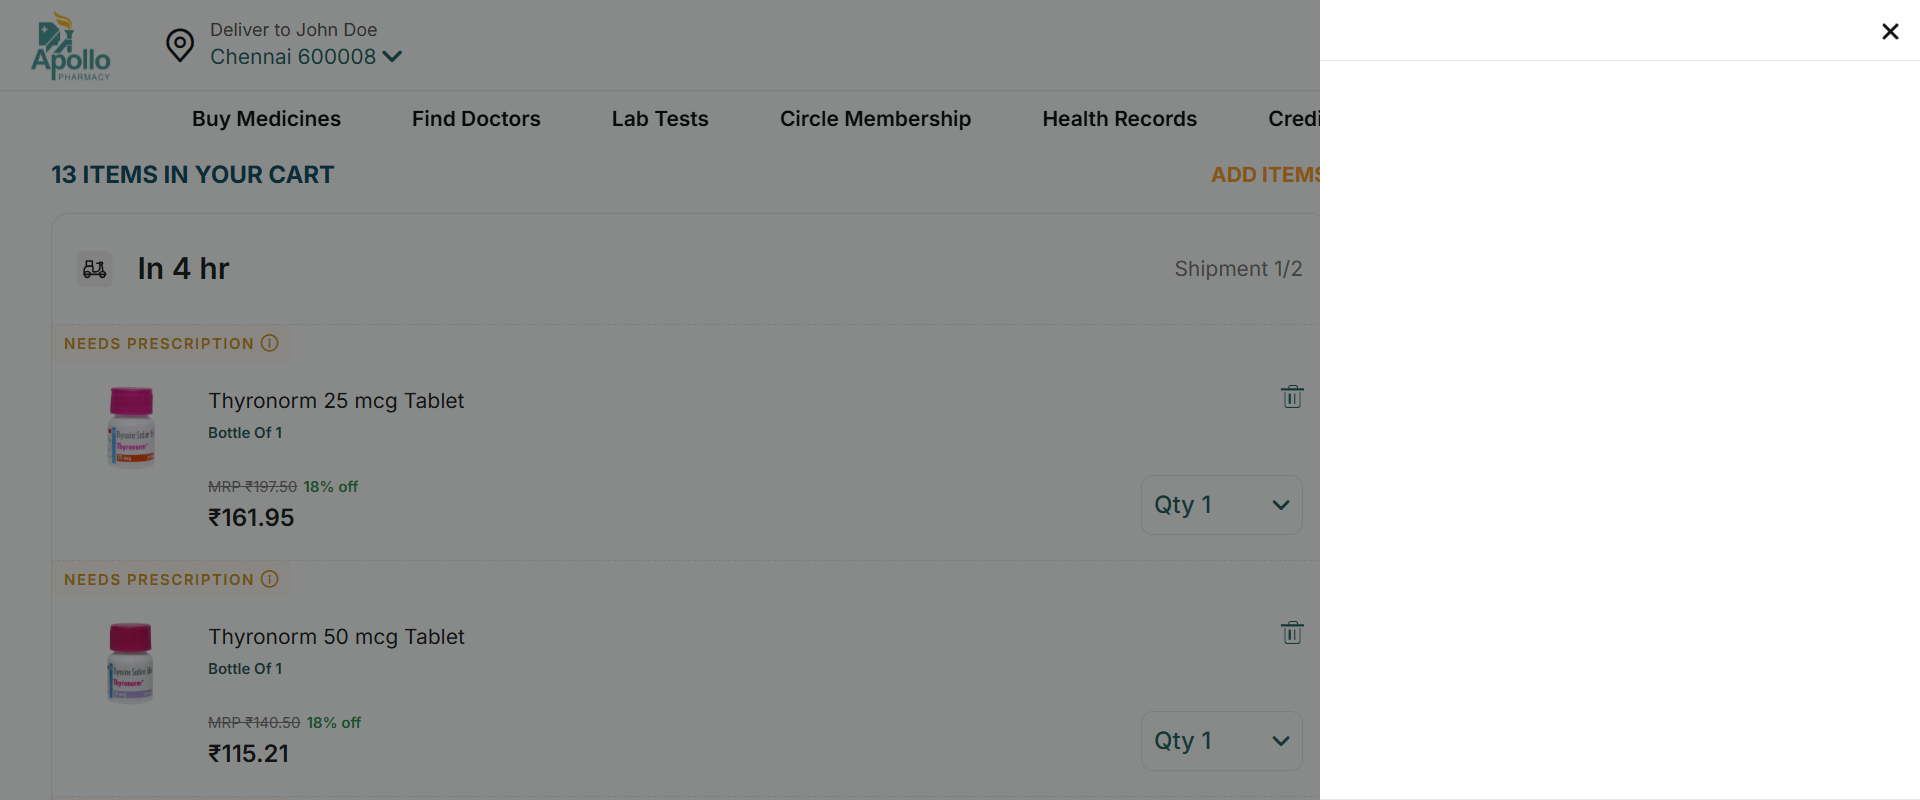 Apollo
PHARMACY
Deliver to John Doe
Chennai 600008
Buy Medicines
Find Doctors
Lab Tests
Circle Membership
Health Records
Credi
13 ITEMS IN YOUR CART
ADD ITEMS
In 4 hr
Shipment 1/2
NEEDS PRESCRIPTION
Thyronorm 25 mcg Tablet
Bottle Of 1
MRP ₹197.50 18% off
₹161.95
Qty 1
NEEDS PRESCRIPTION
Thyronorm 50 mcg Tablet
Bottle Of 1
MRP ₹140.50 18% off
₹115.21
Qty 1